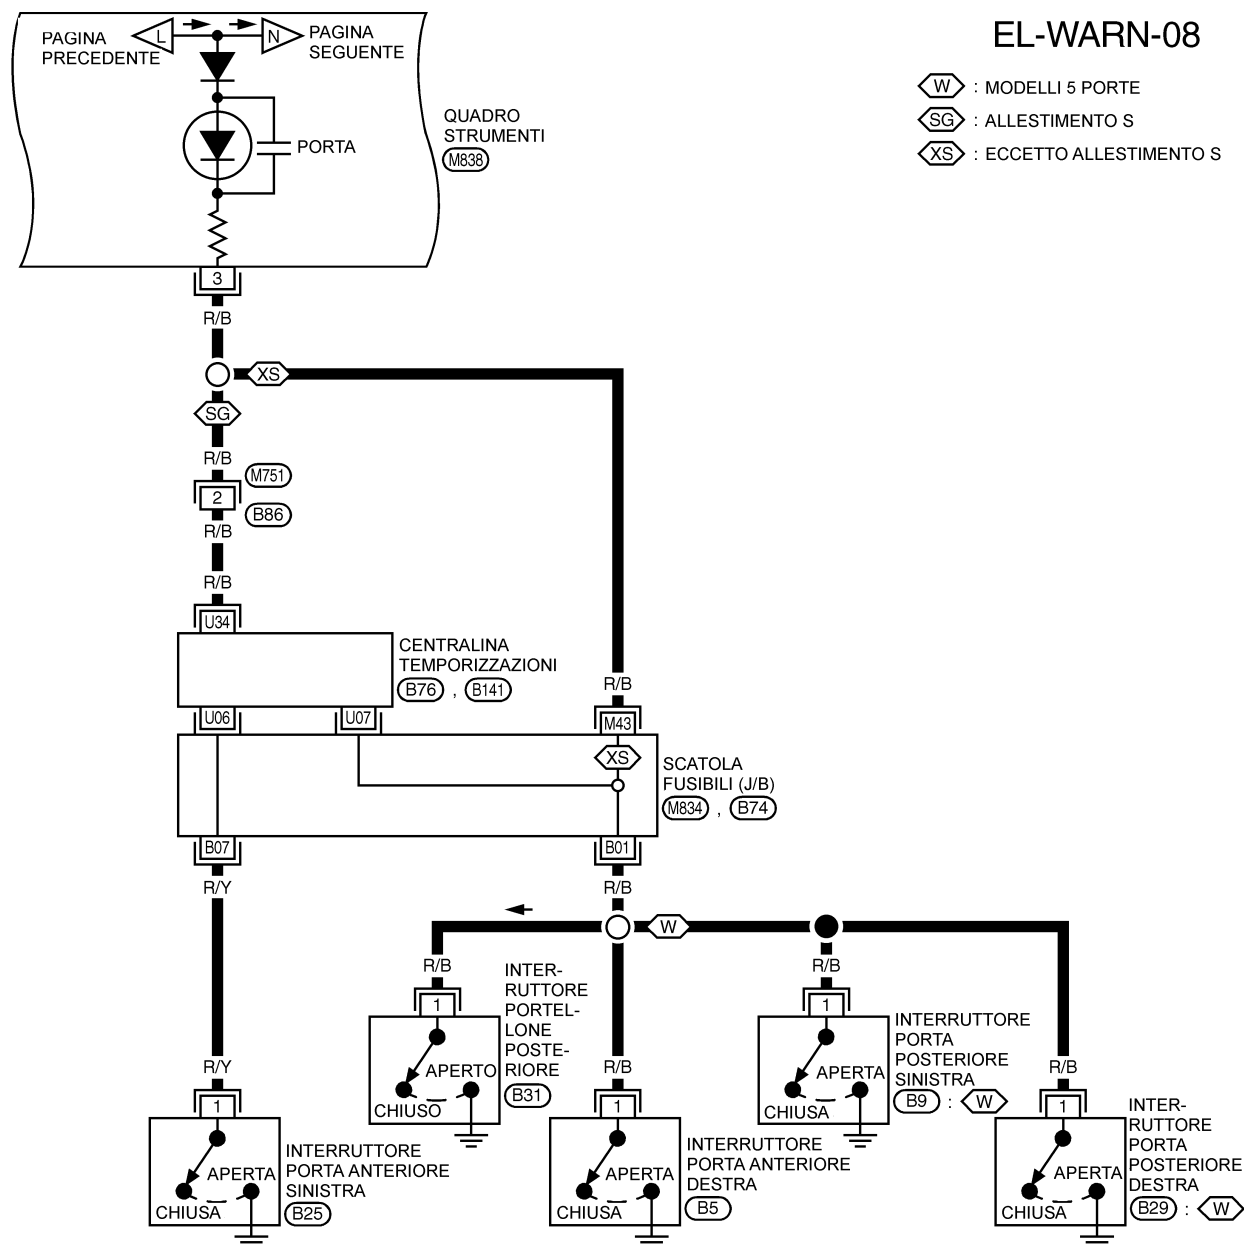 EL-WARN-08
PAGINA
PRECEDENTE
L
N
PAGINA
SEGUENTE
W : MODELLI 5 PORTE
SG : ALLESTIMENTO S
XS : ECCETTO ALLESTIMENTO S
PORTA
QUADRO
STRUMENTI
M838
3
R/B
XS
SG
R/B
M751
2
B86
R/B
R/B
U34
CENTRALINA
TEMPORIZZAZIONI
B76 , B141
R/B
U06
U07
M43
XS
SCATOLA
FUSIBILI (J/B)
M834 , B74
B07
B01
R/Y
R/B
W
R/B
R/B
1
INTER-
RUTTORE
PORTEL-
LONE
POSTE-
RIORE
B31
APERTO
CHIUSO
1
INTERRUTTORE
PORTA
POSTERIORE
SINISTRA
B9 : W
APERTA
CHIUSA
R/Y
R/B
R/B
1
APERTA
CHIUSA
INTERRUTTORE
PORTA ANTERIORE
SINISTRA
B25
1
APERTA
CHIUSA
INTERRUTTORE
PORTA ANTERIORE
DESTRA
B5
1
APERTA
CHIUSA
INTER-
RUTTORE
PORTA
POSTERIORE
DESTRA
B29 : W